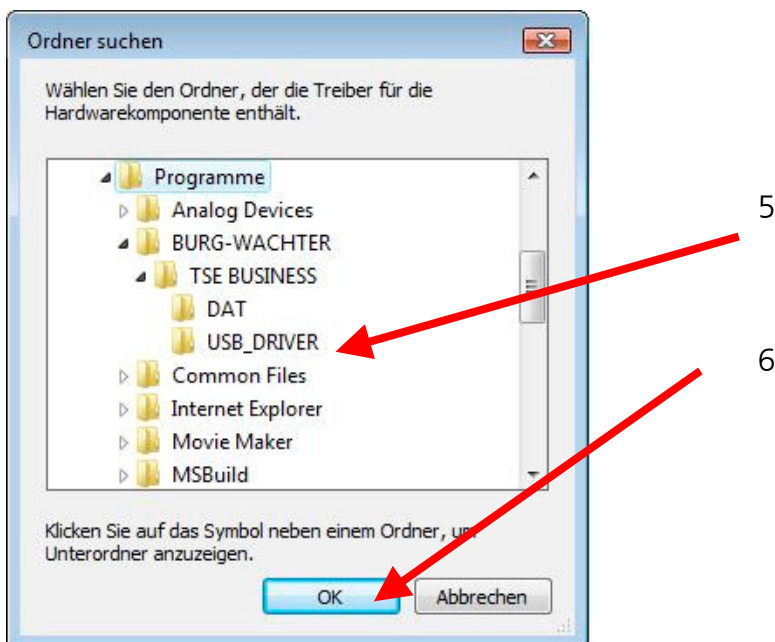 Ordner suchen
Wählen Sie den Ordner, der die Treiber für die
Hardwarekomponente enthält.
Programme
Analog Devices
5
BURG-WACHTER
TSE BUSINESS
DAT
USB_DRIVER
6
Common Files
Internet Explorer
Movie Maker
MSBuild
Klicken Sie auf das Symbol neben einem Ordner, um
Unterordner anzuzeigen.
OK
Abbrechen